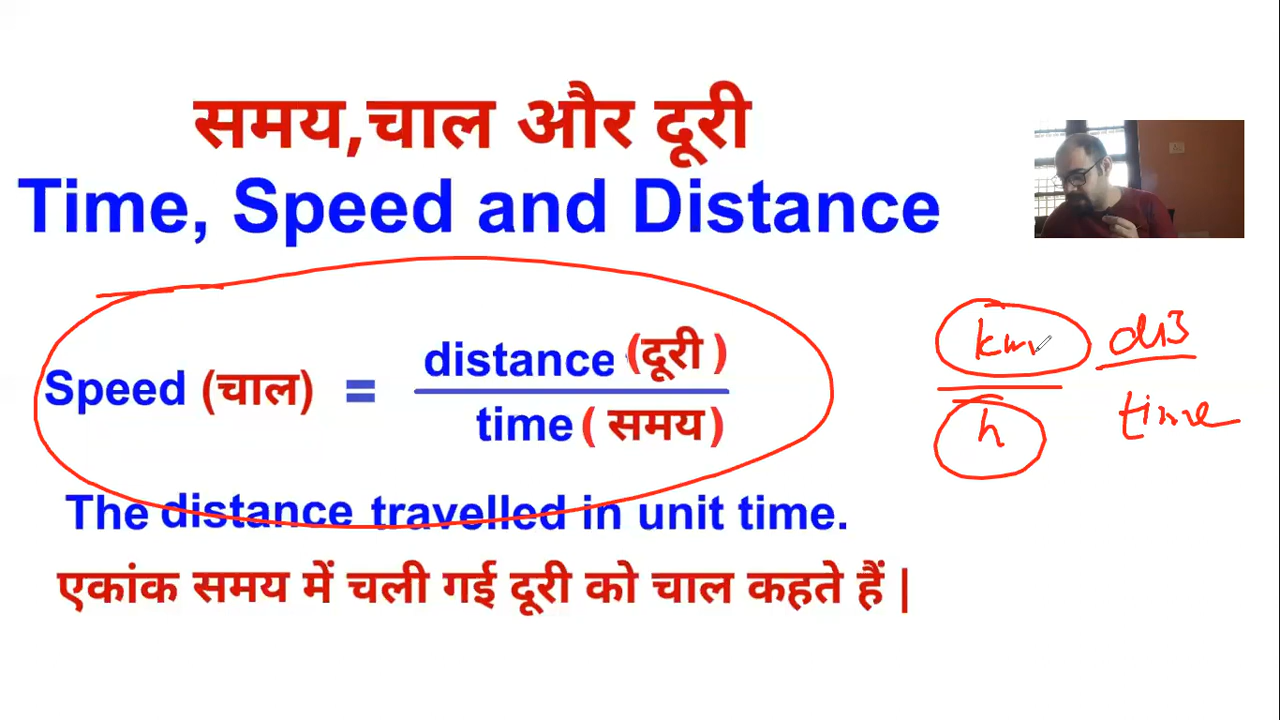 समय,चाल और दूरी
Time, Speed and Distance
Speed (चाल) = distance (दूरी)
time ( समय)
The distance travelled in unit time.
एकांक समय में चली गई दूरी को चाल कहते हैं |
km
h
dis
time